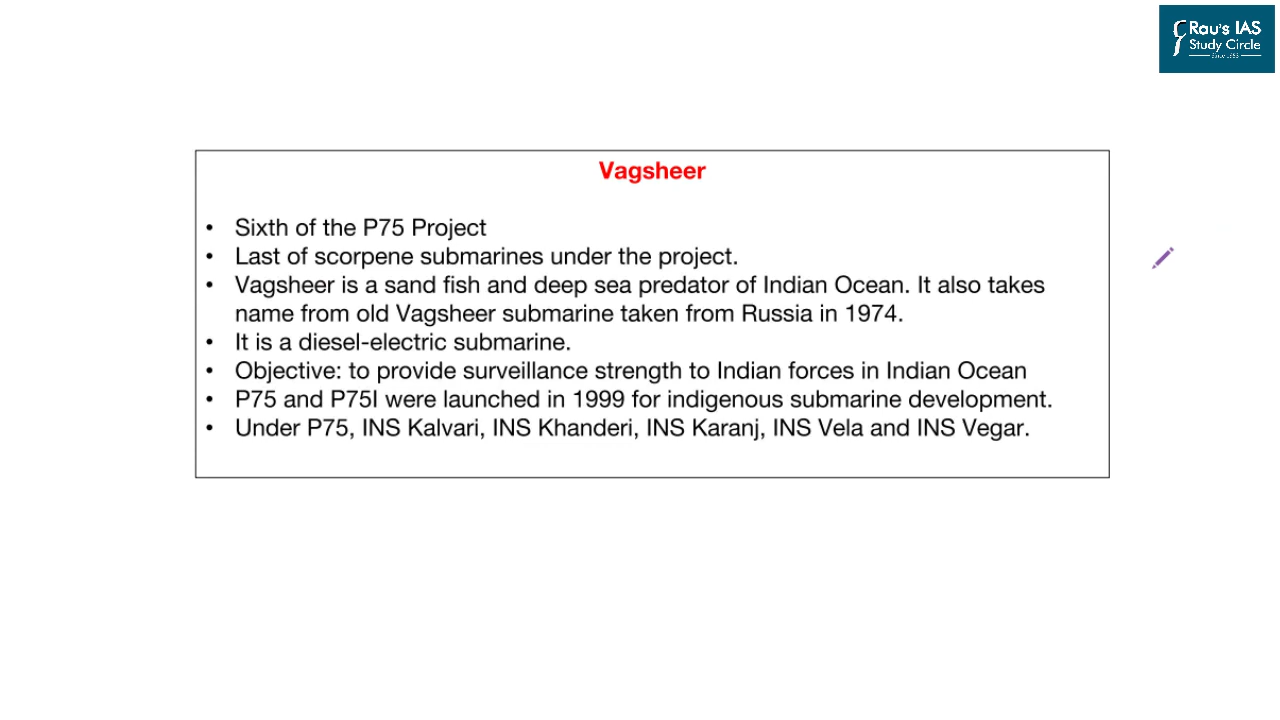 Rau's IAS
Study Circle
Since 1953
Vagsheer
• Sixth of the P75 Project
• Last of scorpene submarines under the project.
• Vagsheer is a sand fish and deep sea predator of Indian Ocean. It also takes
name from old Vagsheer submarine taken from Russia in 1974.
• It is a diesel-electric submarine.
• Objective: to provide surveillance strength to Indian forces in Indian Ocean
• P75 and P75I were launched in 1999 for indigenous submarine development.
• Under P75, INS Kalvari, INS Khanderi, INS Karanj, INS Vela and INS Vegar.